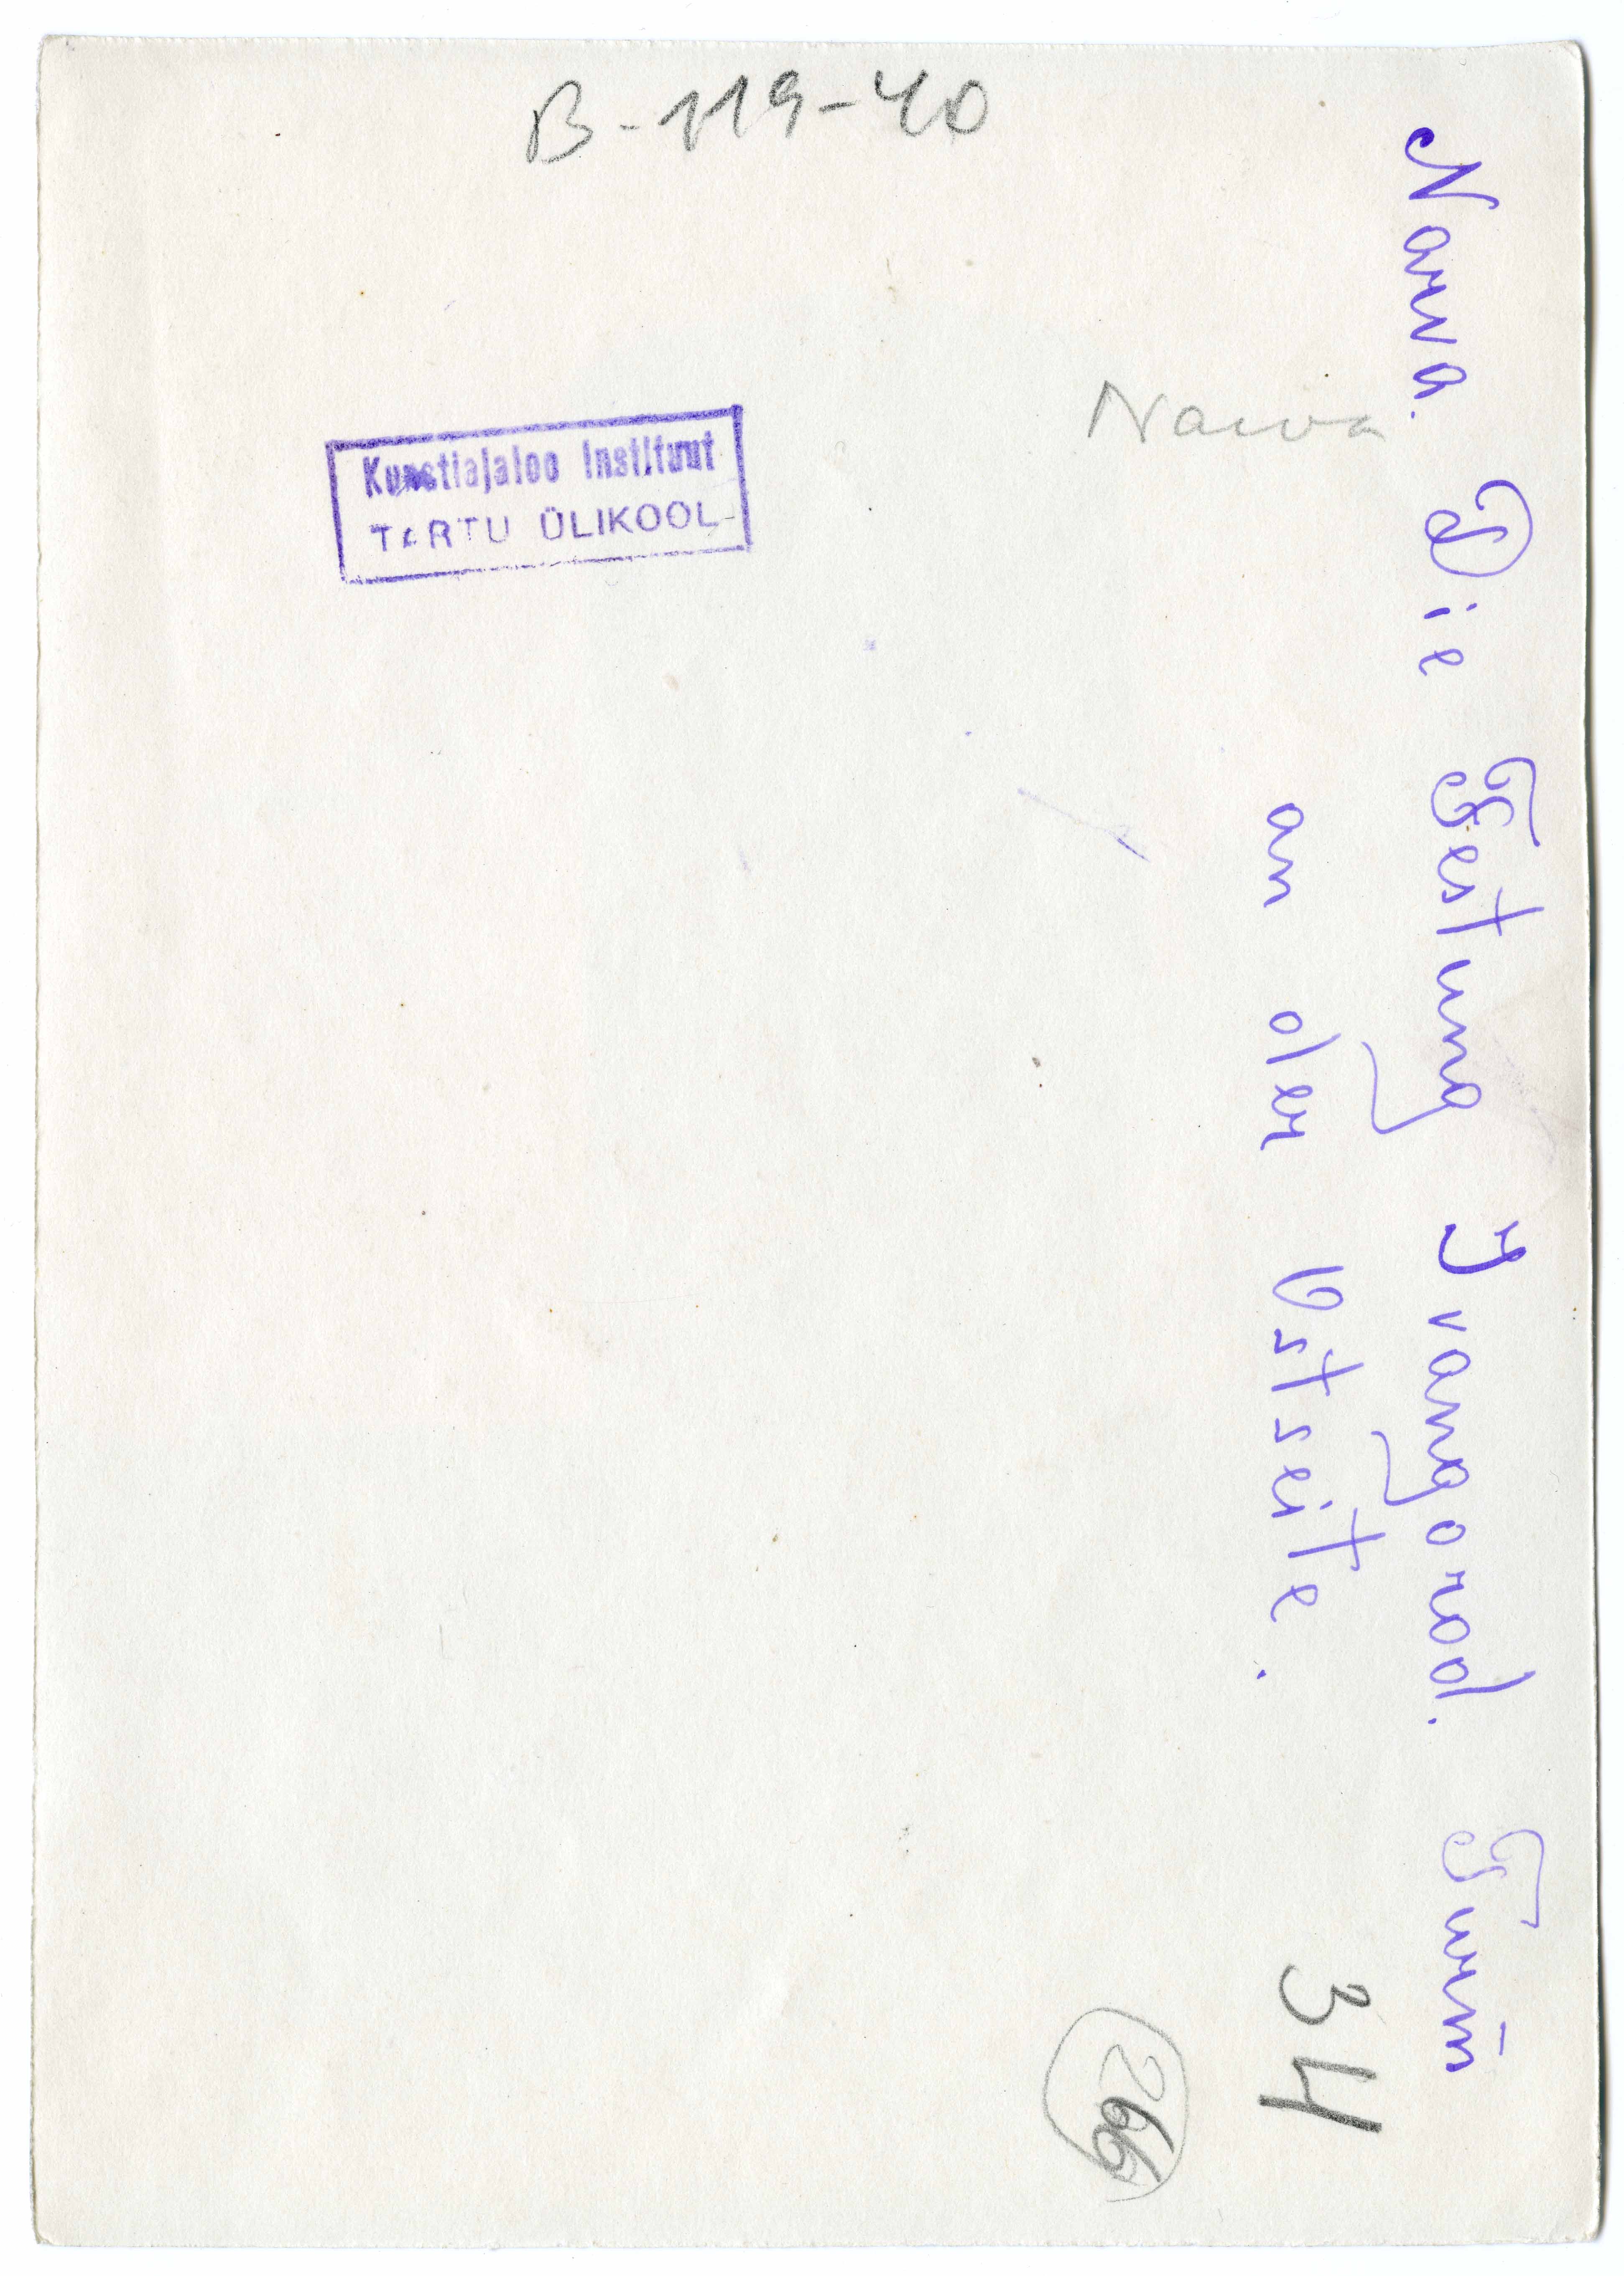 B-119-40
Narva. Die Festung Ivangorod. Turm
an der Ostseite.
Narva
Kunstiajaloo Instituut
TARTU ÜLIKOOL
34
266